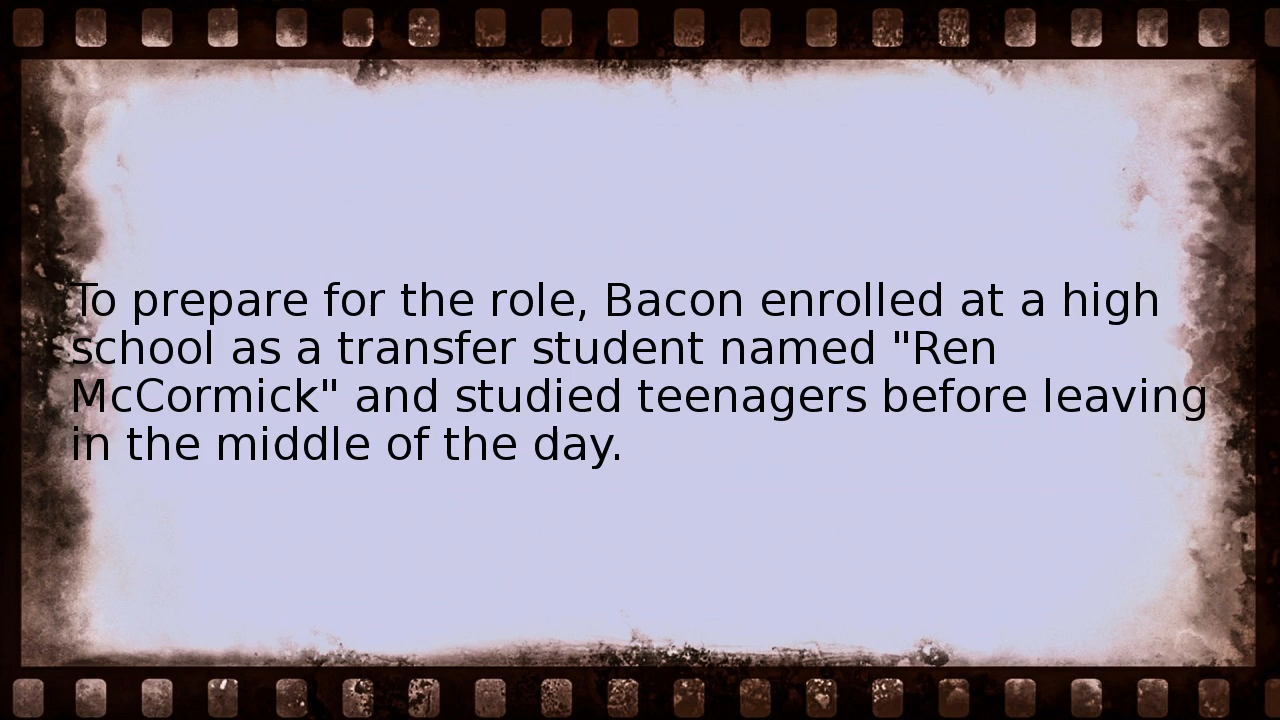 To prepare for the role, Bacon enrolled at a high
school as a transfer student named "Ren
McCormick" and studied teenagers before leaving
in the middle of the day.